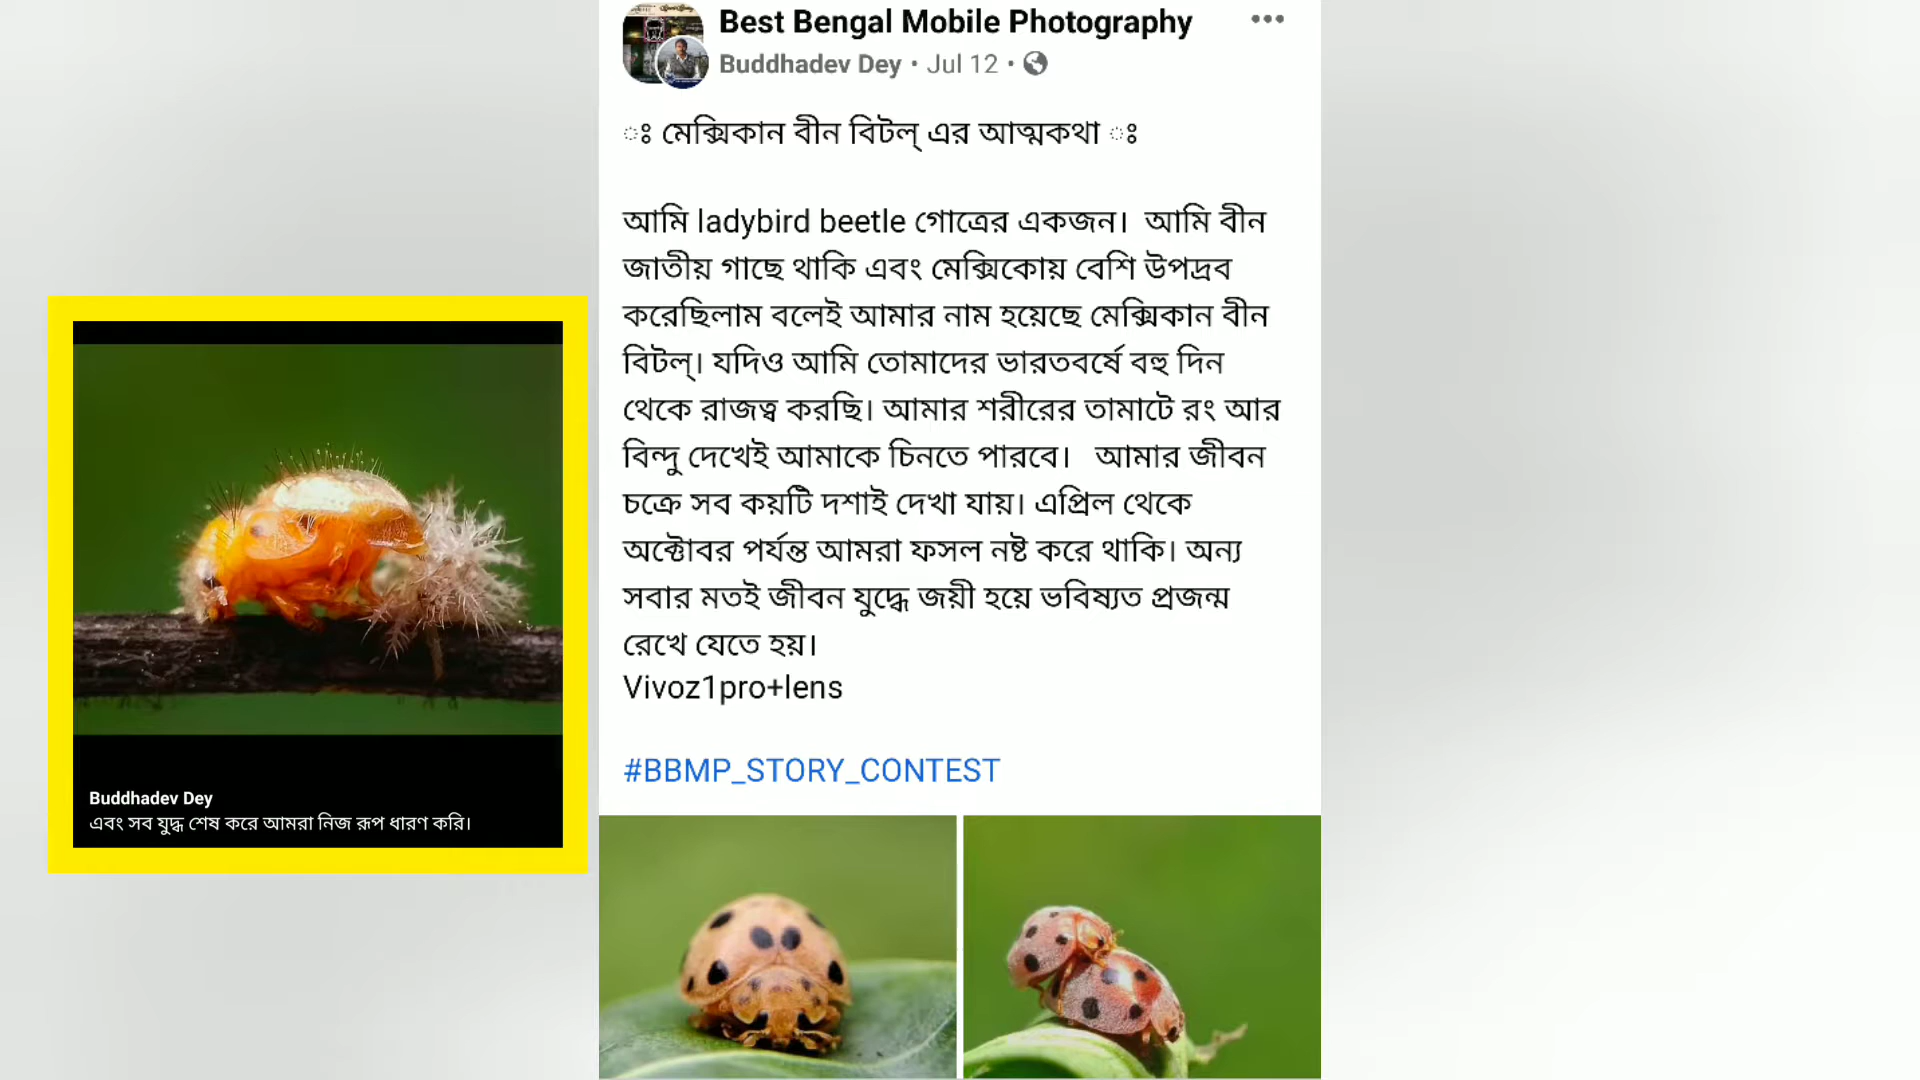 Best Bengal Mobile Photography
Buddhadev Dey • Jul 12 •
ঃ মেক্সিকান বীন বিটল্ এর আত্মকথা ঃ
আমি ladybird beetle গোত্রের একজন। আমি বীন
জাতীয় গাছে থাকি এবং মেক্সিকোয় বেশি উপদ্রব
করেছিলাম বলেই আমার নাম হয়েছে মেক্সিকান বীন
বিটল্। যদিও আমি তোমাদের ভারতবর্ষে বহু দিন
থেকে রাজত্ব করছি। আমার শরীরের তামাটে রং আর
বিন্দু দেখেই আমাকে চিনতে পারবে। আমার জীবন
চক্রে সব কয়টি দশাই দেখা যায়। এপ্রিল থেকে
অক্টোবর পর্যন্ত আমরা ফসল নষ্ট করে থাকি। অন্য
সবার মতই জীবন যুদ্ধে জয়ী হয়ে ভবিষ্যত প্রজন্ম
রেখে যেতে হয়।
Vivoz1pro+lens
#BBMP_STORY_CONTEST
Buddhadev Dey
এবং সব যুদ্ধ শেষ করে আমরা নিজ রূপ ধারণ করি।